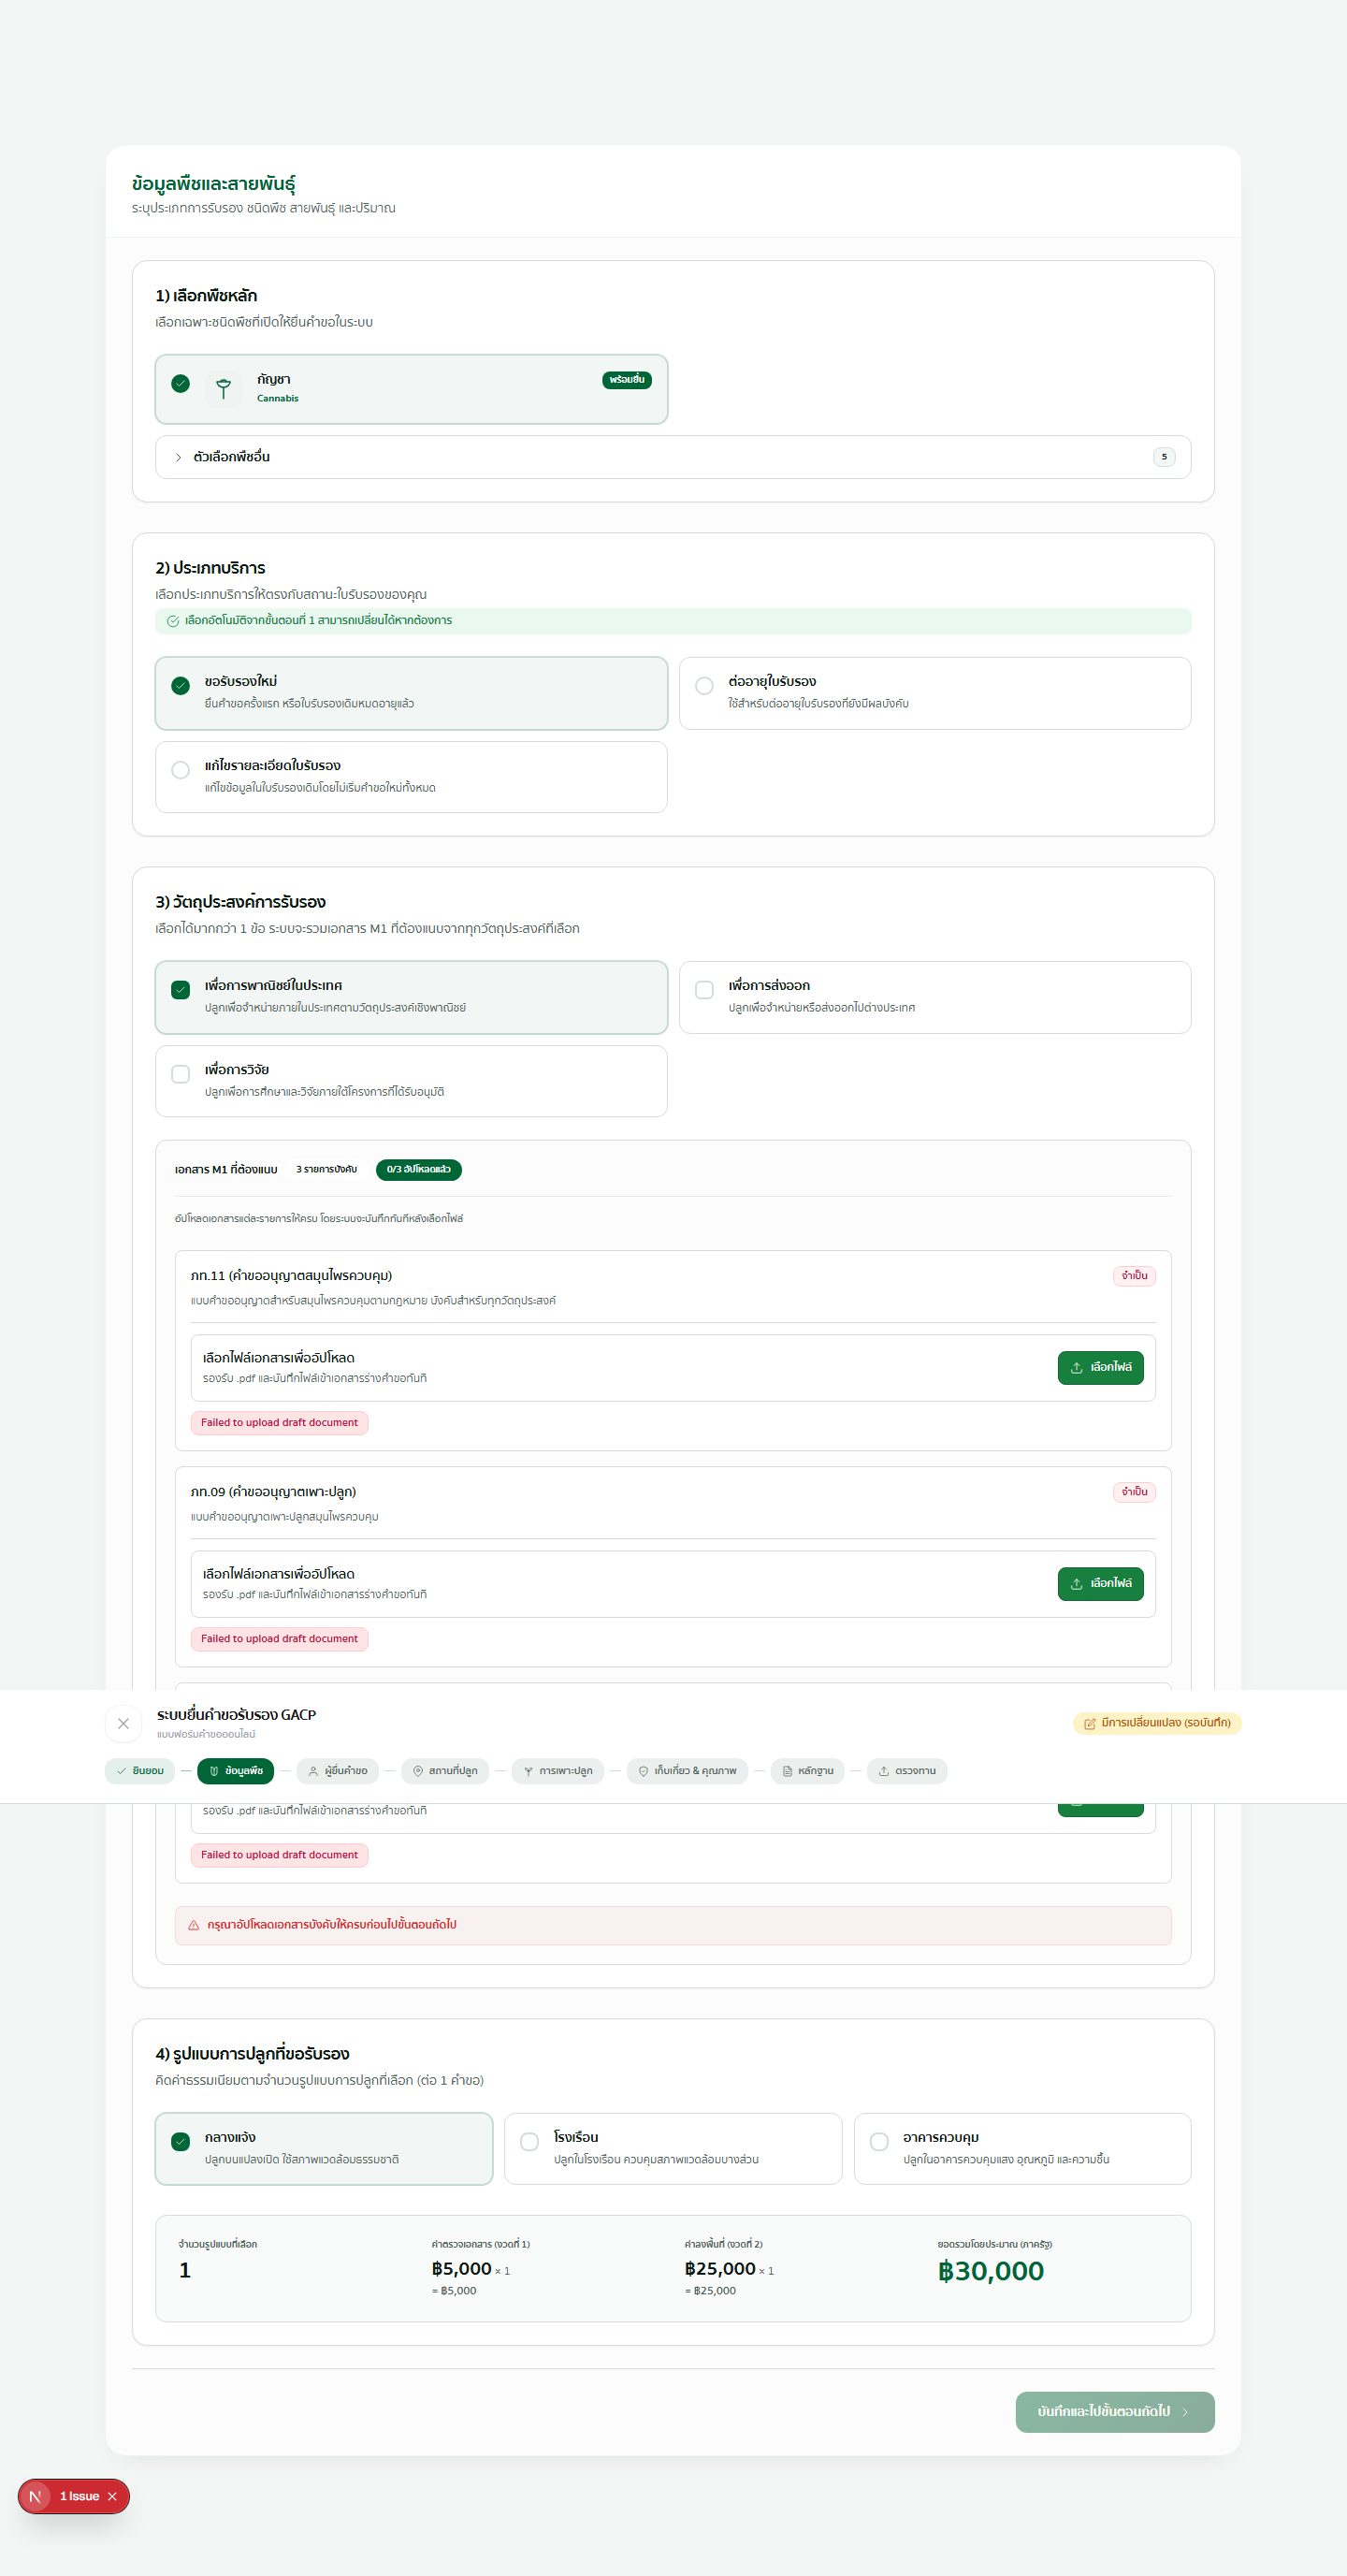 ข้อมูลพืชและสายพันธุ์
ระบุประเภทการรับรอง ชนิดพืช สายพันธุ์ และปริมาณ
1) เลือกพืชหลัก
เลือกเฉพาะชนิดพืชที่เปิดให้ยื่นคำขอในระบบ
กัญชา
พร้อมยื่น
Cannabis
ตัวเลือกพืชอื่น
5
2) ประเภทบริการ
เลือกประเภทบริการให้ตรงกับสถานะใบรับรองของคุณ
เลือกอัตโนมัติจากขั้นตอนที่ 1 สามารถเปลี่ยนได้หากต้องการ
ขอรับรองใหม่
ยื่นคำขอครั้งแรก หรือใบรับรองเดิมหมดอายุแล้ว
ต่ออายุใบรับรอง
ใช้สำหรับต่ออายุใบรับรองที่ยังมีผลบังคับ
แก้ไขรายละเอียดใบรับรอง
แก้ไขข้อมูลในใบรับรองเดิมโดยไม่เริ่มคำขอใหม่ทั้งหมด
3) วัตถุประสงค์การรับรอง
เลือกได้มากกว่า 1 ข้อ ระบบจะรวมเอกสาร M1 ที่ต้องแนบจากทุกวัตถุประสงค์ที่เลือก
เพื่อการพาณิชย์ในประเทศ
ปลูกเพื่อจำหน่ายภายในประเทศตามวัตถุประสงค์เชิงพาณิชย์
เพื่อการส่งออก
ปลูกเพื่อจำหน่ายหรือส่งออกไปต่างประเทศ
เพื่อการวิจัย
ปลูกเพื่อการศึกษาและวิจัยภายใต้โครงการที่ได้รับอนุมัติ
เอกสาร M1 ที่ต้องแนบ
3 รายการบังคับ
0/3 อัปโหลดแล้ว
อัปโหลดเอกสารแต่ละรายการให้ครบ โดยระบบจะบันทึกทันทีหลังเลือกไฟล์
ภท.11 (คำขออนุญาตสมุนไพรควบคุม)
จำเป็น
แบบคำขออนุญาตสำหรับสมุนไพรควบคุมตามกฎหมาย บังคับสำหรับทุกวัตถุประสงค์
เลือกไฟล์เอกสารเพื่ออัปโหลด
รองรับ .pdf และบันทึกไฟล์เข้าเอกสารร่างคำขอทันที
เลือกไฟล์
Failed to upload draft document
ภท.09 (คำขออนุญาตเพาะปลูก)
จำเป็น
แบบคำขออนุญาตเพาะปลูกสมุนไพรควบคุม
เลือกไฟล์เอกสารเพื่ออัปโหลด
รองรับ .pdf และบันทึกไฟล์เข้าเอกสารร่างคำขอทันที
เลือกไฟล์
Failed to upload draft document
ระบบยื่นคำขอรับรอง GACP
แบบฟอร์มคำขอออนไลน์
มีการเปลี่ยนแปลง (รอบันทึก)
ยินยอม
ข้อมูลพืช
ผู้ยื่นคำขอ
สถานที่ปลูก
การเพาะปลูก
เก็บเกี่ยว & คุณภาพ
หลักฐาน
ตรวจทาน
รองรับ .pdf และบันทึกไฟล์เข้าเอกสารร่างคำขอทันที
Failed to upload draft document
กรุณาอัปโหลดเอกสารบังคับให้ครบก่อนไปขั้นตอนถัดไป
4) รูปแบบการปลูกที่ขอรับรอง
คิดค่าธรรมเนียมตามจำนวนรูปแบบการปลูกที่เลือก (ต่อ 1 คำขอ)
กลางแจ้ง
ปลูกบนแปลงเปิด ใช้สภาพแวดล้อมธรรมชาติ
โรงเรือน
ปลูกในโรงเรือน ควบคุมสภาพแวดล้อมบางส่วน
อาคารควบคุม
ปลูกในอาคารควบคุมแสง อุณหภูมิ และความชื้น
จำนวนรูปแบบที่เลือก
1
ค่าตรวจเอกสาร (งวดที่ 1)
฿5,000 × 1
= ฿5,000
ค่าลงพื้นที่ (งวดที่ 2)
฿25,000 × 1
= ฿25,000
ยอดรวมโดยประมาณ (ภาครัฐ)
฿30,000
บันทึกและไปขั้นตอนถัดไป
1 Issue